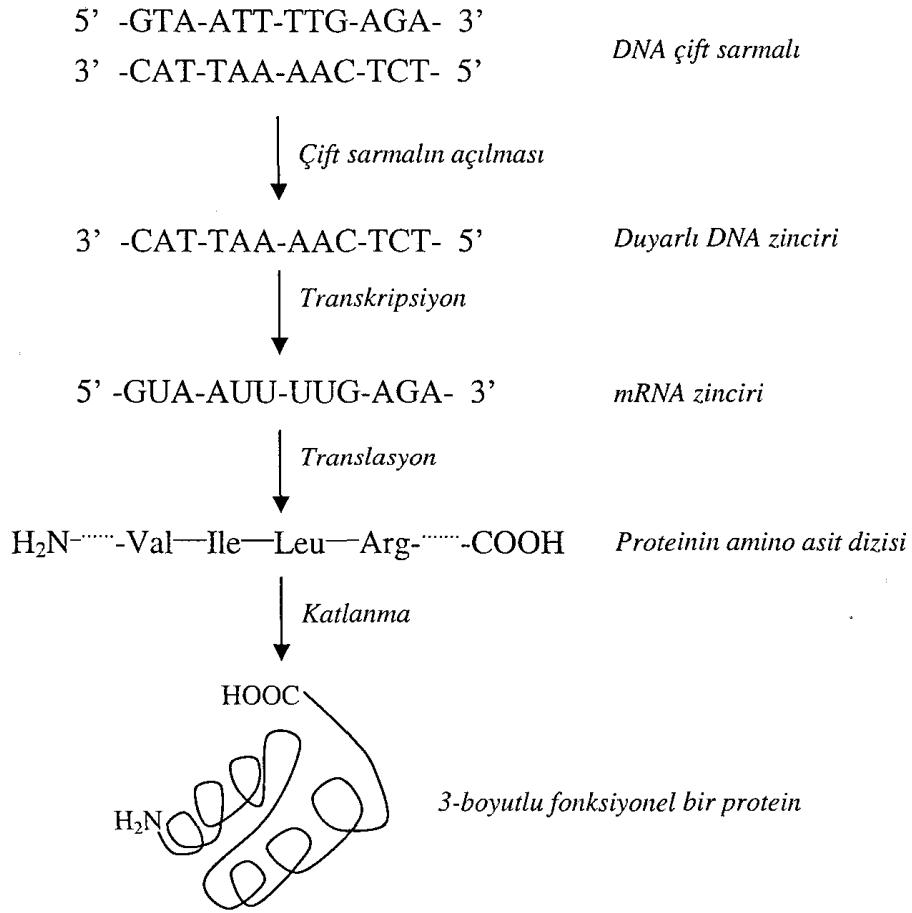 5’ -GTA-ATT-TTG-AGA- 3’
3’ -CAT-TAA-AAC-TCT- 5’
DNA çift sarmalı
Çift sarmalın açılması
3’ -CAT-TAA-AAC-TCT- 5’
Duyarlı DNA zinciri
Transkripsiyon
5’ -GUA-AUU-UUG-AGA- 3’
mRNA zinciri
Translasyon
H₂N-······-Val—Ile—Leu—Arg-······-COOH
Proteinin amino asit dizisi
Katlanma
HOOC
H₂N
3-boyutlu fonksiyonel bir protein